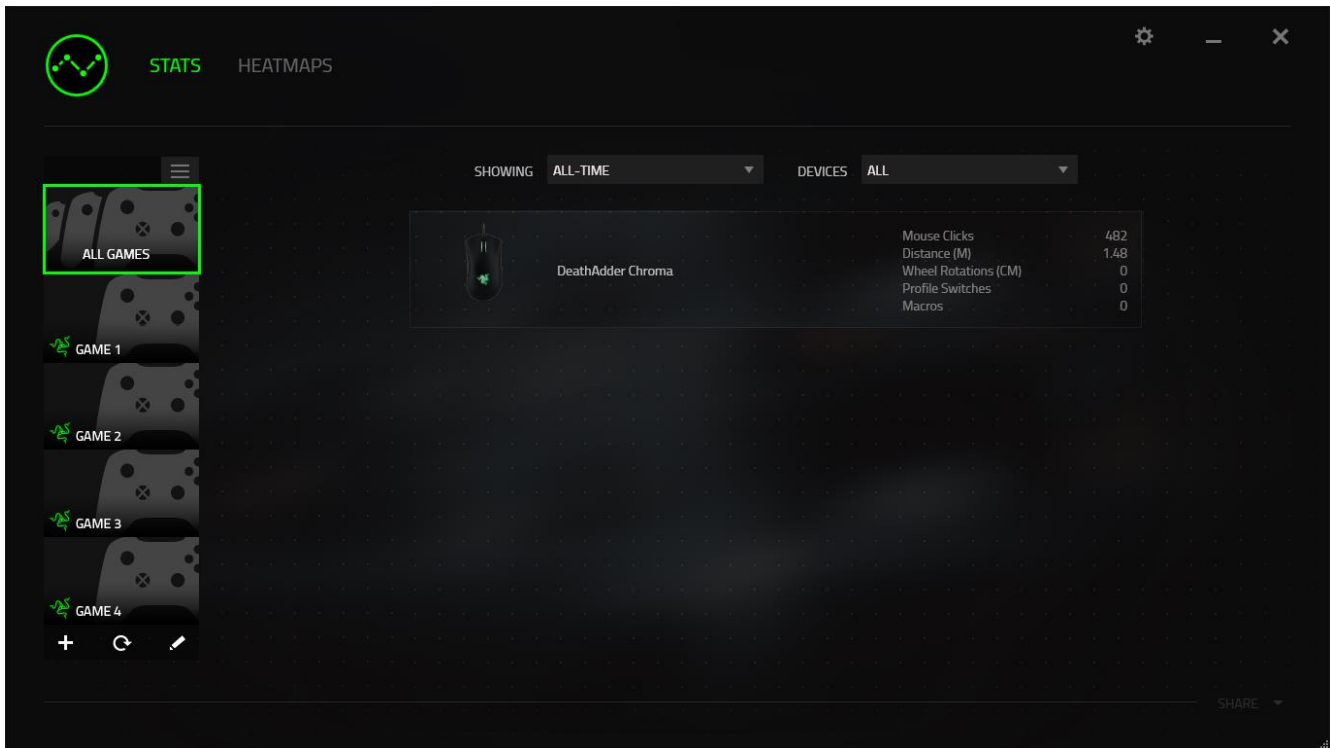 STATS HEATMAPS
SHOWING ALL-TIME DEVICES ALL
ALL GAMES
GAME 1
GAME 2
GAME 3
GAME 4
DeathAdder Chroma
Mouse Clicks 482
Distance (M) 1.48
Wheel Rotations (CM) 0
Profile Switches 0
Macros 0
SHARE